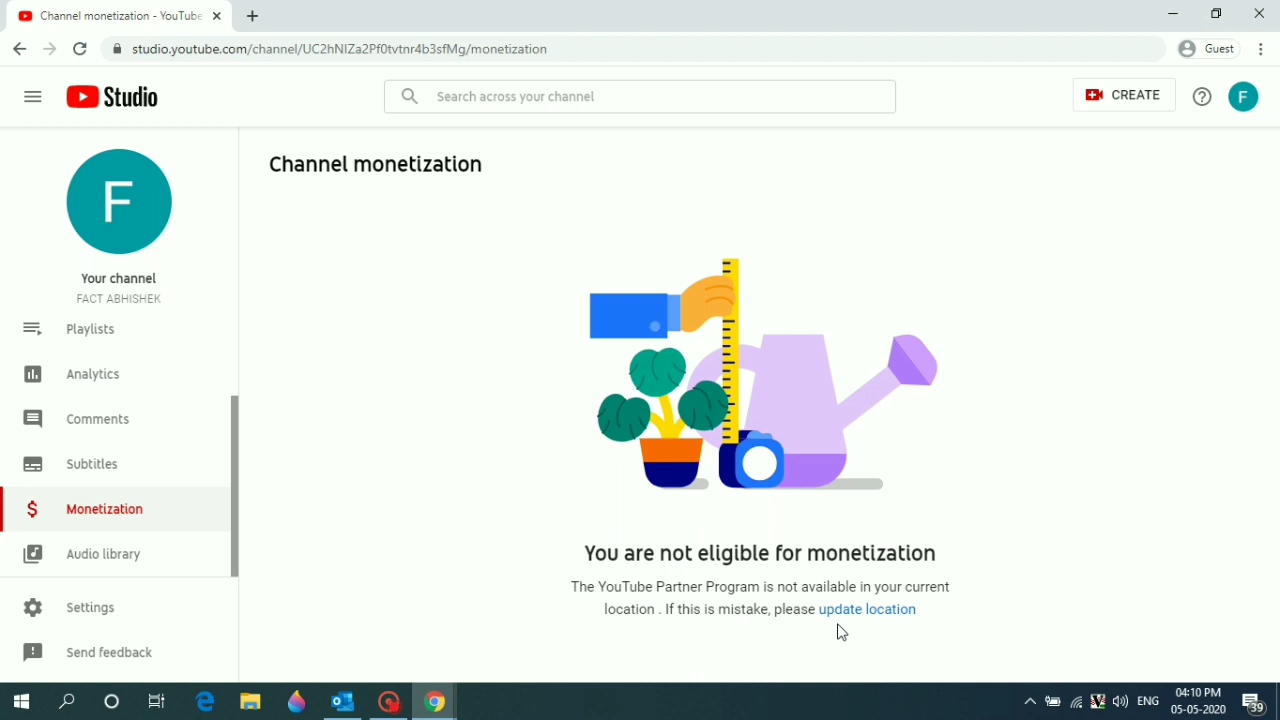 Channel monetization - YouTube
studio.youtube.com/channel/UC2hNIZa2Pf0tvtnr4b3sfMg/monetization
Guest
Studio
Search across your channel
CREATE
F
F
Your channel
FACT ABHISHEK
Playlists
Analytics
Comments
Subtitles
Monetization
Audio library
Settings
Send feedback
Channel monetization
You are not eligible for monetization
The YouTube Partner Program is not available in your current
location . If this is mistake, please update location
ENG
04:10 PM
05-05-2020
39